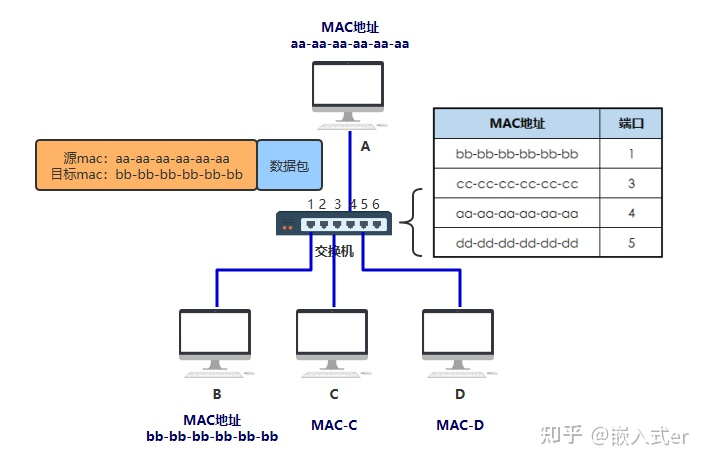 MAC地址
aa-aa-aa-aa-aa-aa
A
源mac：aa-aa-aa-aa-aa-aa
目标mac：bb-bb-bb-bb-bb-bb
数据包
MAC地址 端口
bb-bb-bb-bb-bb-bb 1
cc-cc-cc-cc-cc-cc 3
aa-aa-aa-aa-aa-aa 4
dd-dd-dd-dd-dd-dd 5
1 2 3 4 5 6
交换机
B C D
MAC地址
bb-bb-bb-bb-bb-bb
MAC-C
MAC-D
知乎 @嵌入式er